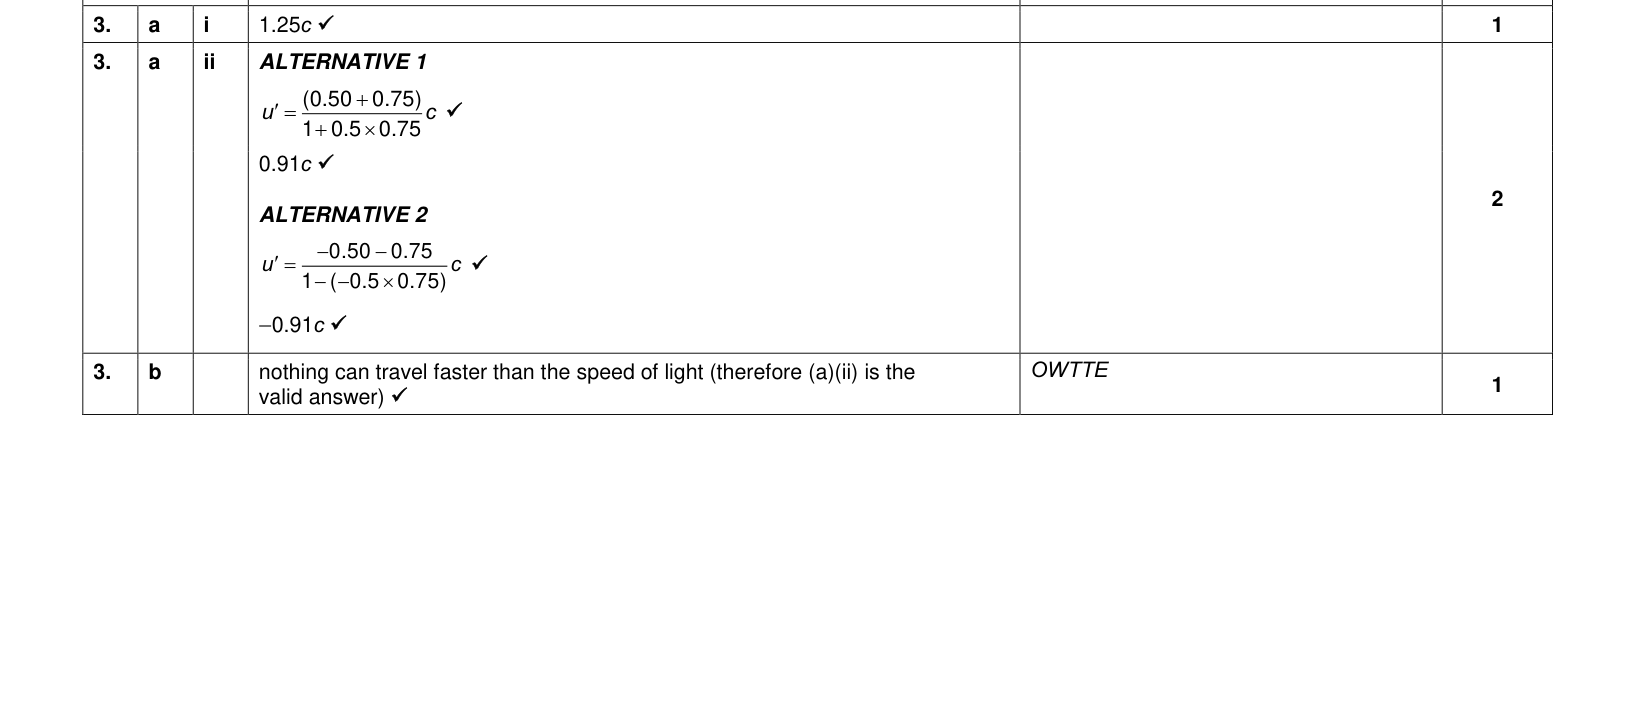 3. a i 1.25c ✓ 1
3. a ii ALTERNATIVE 1
u′ = (0.50 + 0.75) / 1 + 0.5 × 0.75 c ✓
0.91c ✓
ALTERNATIVE 2
u′ = −0.50 − 0.75 / 1 − (−0.5 × 0.75) c ✓
−0.91c ✓
2
3. b nothing can travel faster than the speed of light (therefore (a)(ii) is the
valid answer) ✓
OWTTE
1